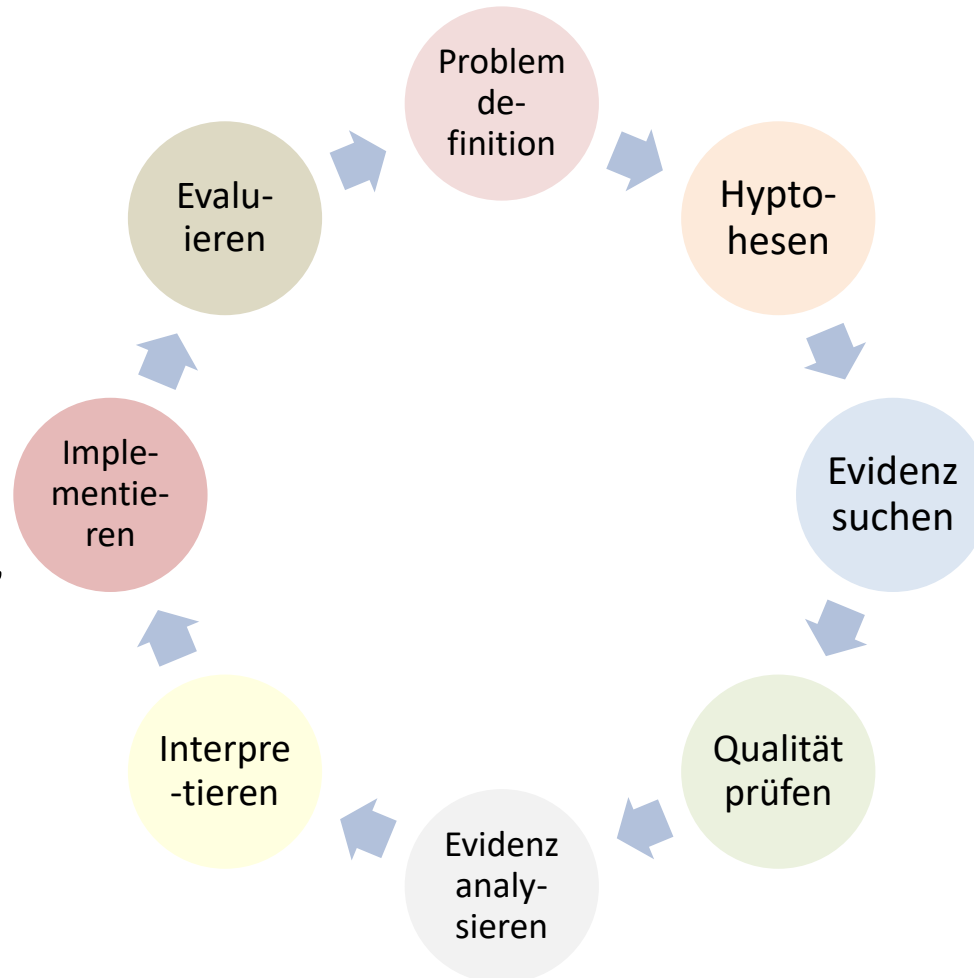 Problem
de-
finition
Hypto-
hesen
Evidenz
suchen
Qualität
prüfen
Evidenz
analy-
sieren
Interpre
-tieren
Imple-
mentie-
ren
,
Evalu-
ieren